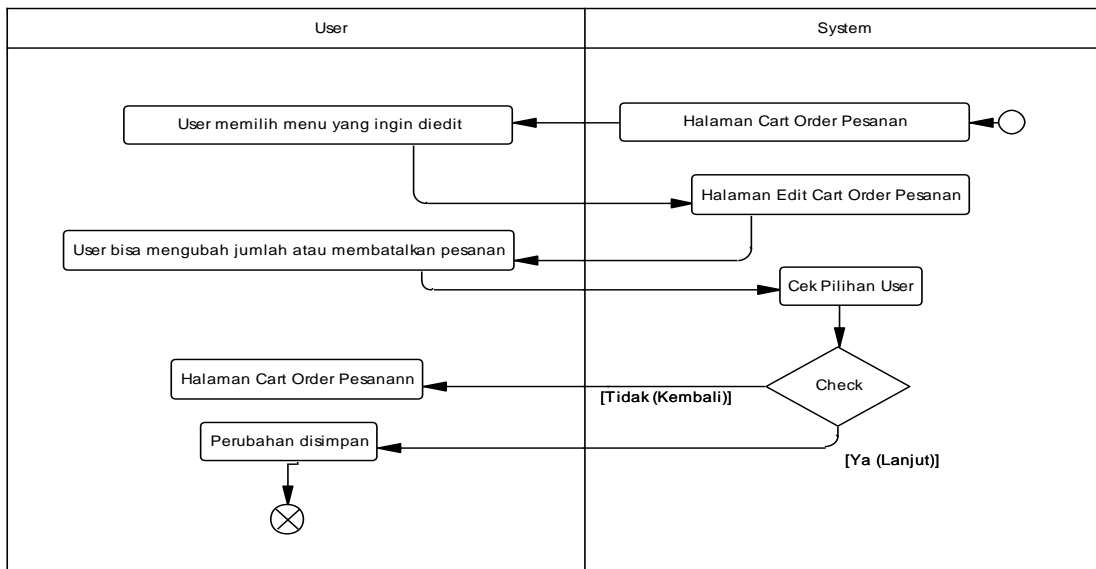 User
System
User memilih menu yang ingin diedit
Halaman Cart Order Pesanan
Halaman Edit Cart Order Pesanan
User bisa mengubah jumlah atau membatalkan pesanan
Cek Pilihan User
Halaman Cart Order Pesanann
Check
[Tidak (Kembali)]
Perubahan disimpan
[Ya (Lanjut)]